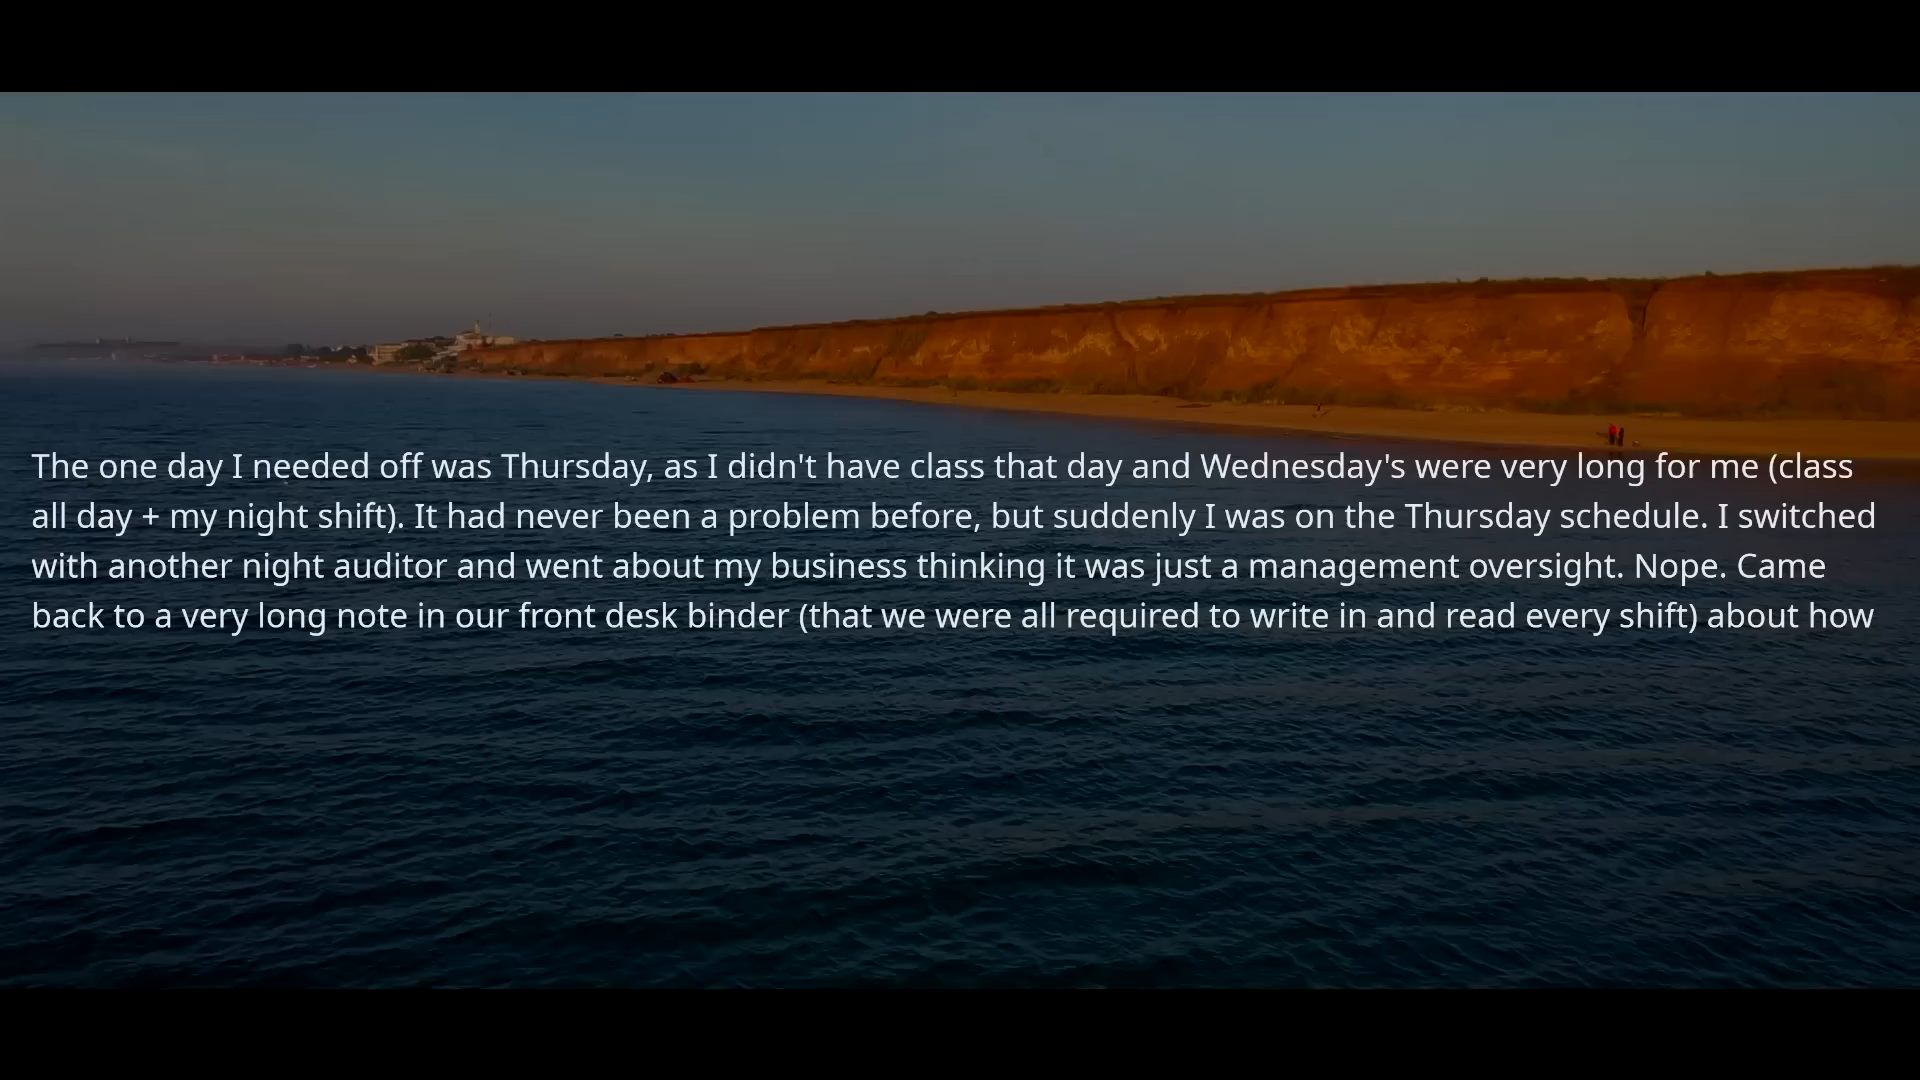 The one day I needed off was Thursday, as I didn't have class that day and Wednesday's were very long for me (class
all day + my night shift). It had never been a problem before, but suddenly I was on the Thursday schedule. I switched
with another night auditor and went about my business thinking it was just a management oversight. Nope. Came
back to a very long note in our front desk binder (that we were all required to write in and read every shift) about how